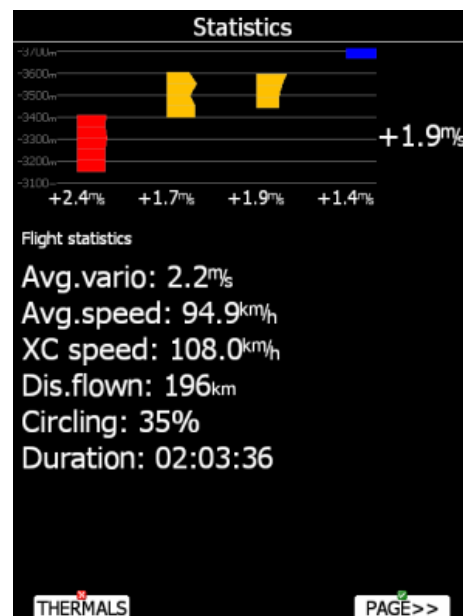 Statistics
-3700m
-3600m
-3500m
-3400m
-3300m
-3200m
-3100m
+1.9m/s
+2.4m/s +1.7m/s +1.9m/s +1.4m/s
Flight statistics
Avg.vario: 2.2m/s
Avg.speed: 94.9km/h
XC speed: 108.0km/h
Dis.flown: 196km
Circling: 35%
Duration: 02:03:36
THERMALS PAGE>>